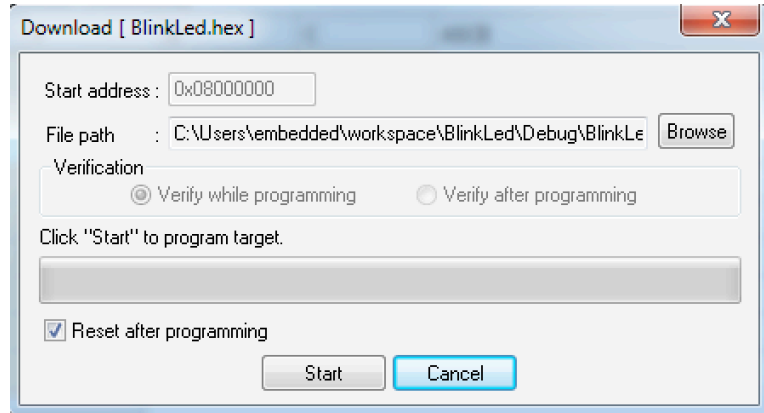 Download [ BlinkLed.hex ]
Start address : 0x08000000
File path : C:\Users\embedded\workspace\BlinkLed\Debug\BlinkLe Browse
Verification
Verify while programming Verify after programming
Click "Start" to program target.
Reset after programming
Start Cancel